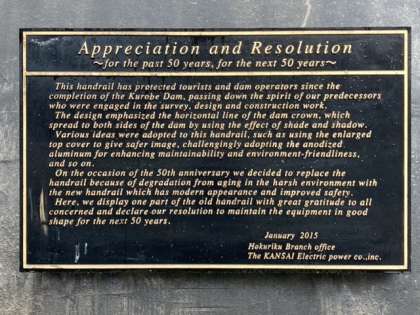 Appreciation and Resolution
～for the past 50 years, for the next 50 years～
This handrail has protected tourists and dam operators since the
completion of the Kurobe Dam, passing down the spirit of our predecessors
who were engaged in the survey, design and construction work.
The design emphasized the horizontal line of the dam crown, which
spread to both sides of the dam by using the effect of shade and shadow.
Various ideas were adopted to this handrail, such as using the enlarged
top cover to give safer image, challengingly adopting the anodized
aluminum for enhancing maintainability and environment-friendliness,
and so on.
On the occasion of the 50th anniversary we decided to replace the
handrail because of degradation from aging in the harsh environment with
the new handrail which has modern appearance and improved safety.
Here, we display one part of the old handrail with great gratitude to all
concerned and declare our resolution to maintain the equipment in good
shape for the next 50 years.
January 2015
Hokuriku Branch office
The KANSAI Electric power co.,inc.